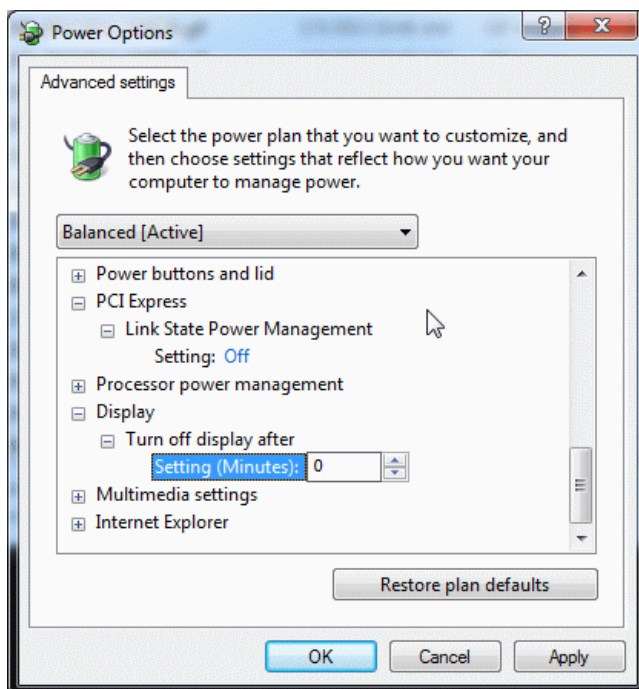 Power Options
Advanced settings
Select the power plan that you want to customize, and
then choose settings that reflect how you want your
computer to manage power.
Balanced [Active]
Power buttons and lid
PCI Express
Link State Power Management
Setting: Off
Processor power management
Display
Turn off display after
Setting (Minutes): 0
Multimedia settings
Internet Explorer
Restore plan defaults
OK Cancel Apply